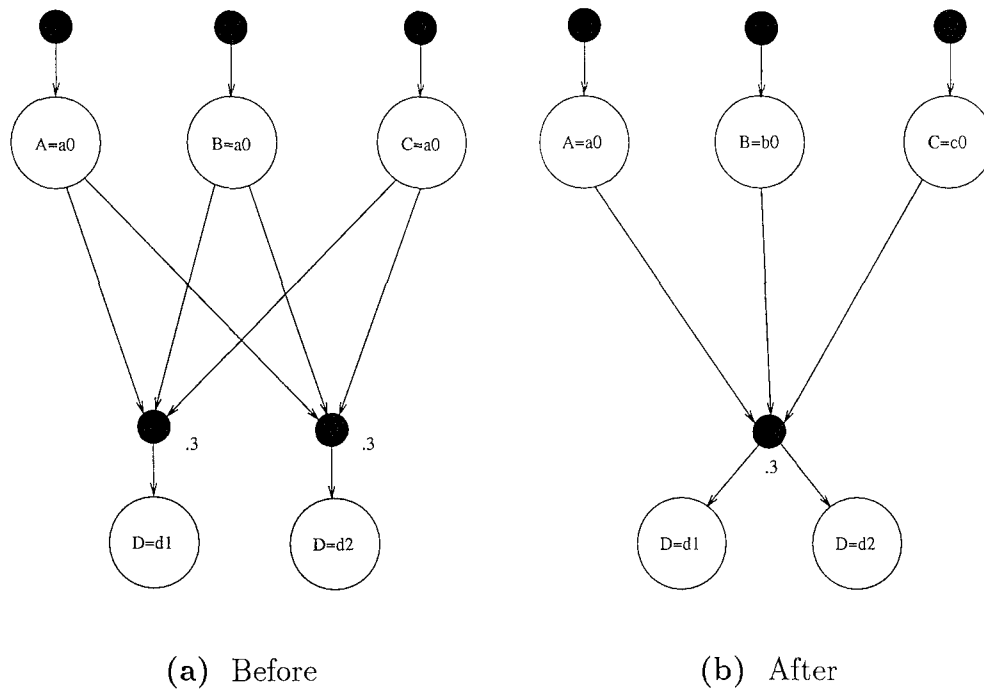 A=a0 B=a0 C=a0
A=a0 B=b0 C=c0
.3 .3
.3
D=d1 D=d2
D=d1 D=d2
(a) Before
(b) After